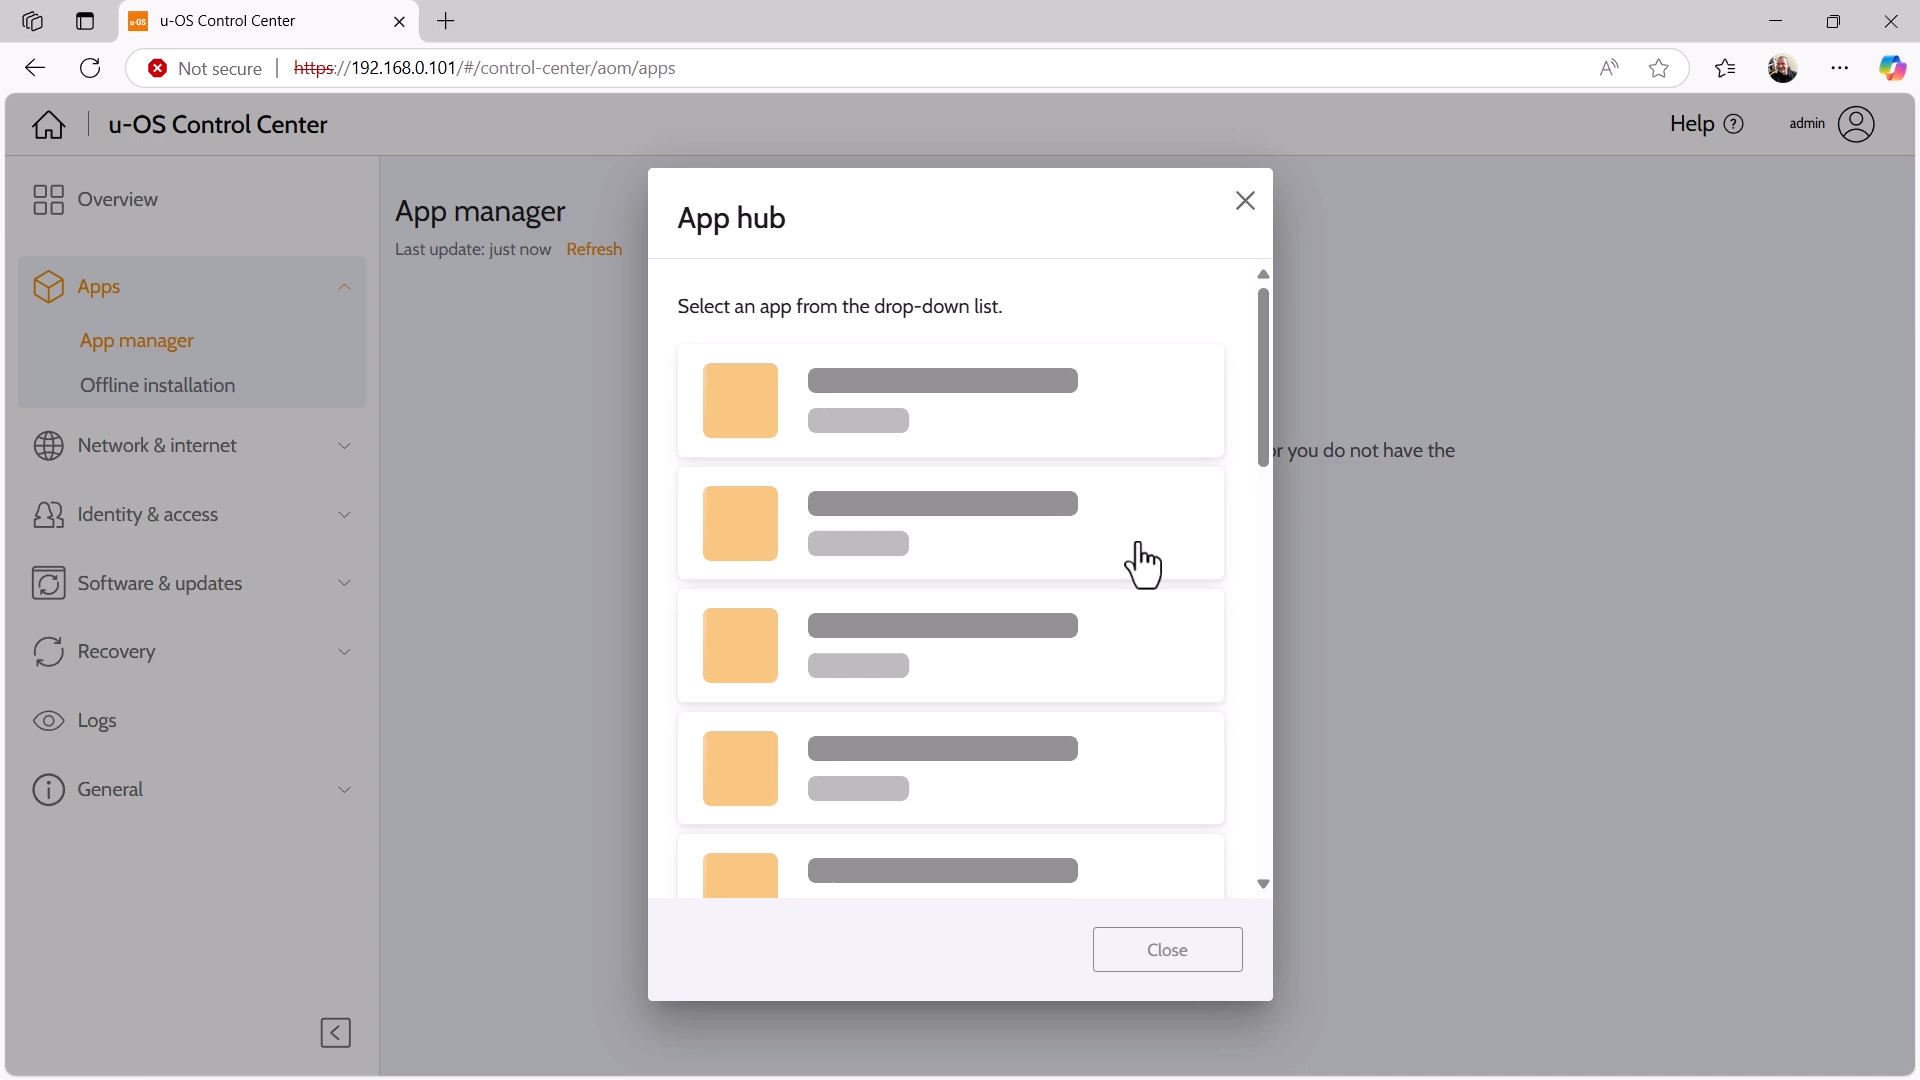 u-os
u-OS Control Center
Not secure
https://192.168.0.101/#/control-center/aom/apps
u-OS Control Center
Help
admin
Overview
Apps
App manager
Offline installation
Network & internet
Identity & access
Software & updates
Recovery
Logs
General
App manager
Last update: just now Refresh
you do not have the
App hub
Select an app from the drop-down list.
Close